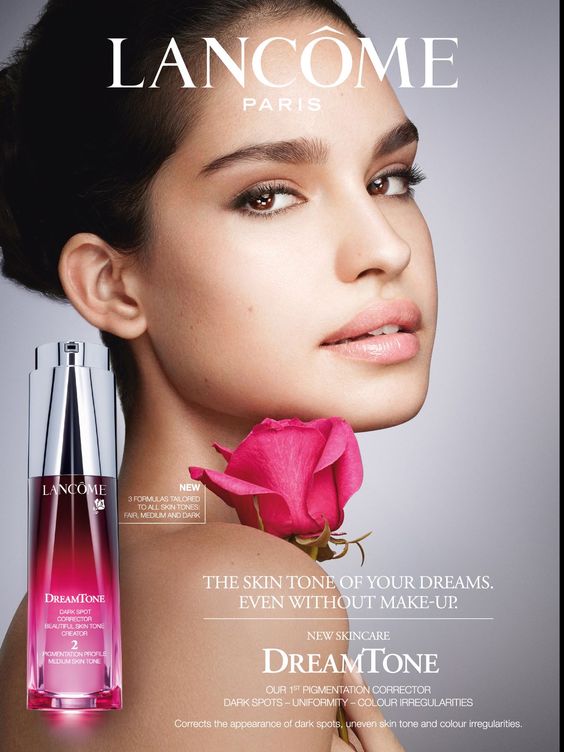 LANCÔME
PARIS
NEW
3 FORMULAS TAILORED
TO ALL SKIN TONES:
FAIR, MEDIUM AND DARK
LANCÔME
DREAMTONE
DARK SPOT
CORRECTOR
BEAUTIFUL SKIN TONE
CREATOR
2
PIGMENTATION PROFILE
MEDIUM SKIN TONE
THE SKIN TONE OF YOUR DREAMS.
EVEN WITHOUT MAKE-UP.
NEW SKINCARE
DREAMTONE
OUR 1ST PIGMENTATION CORRECTOR
DARK SPOTS – UNIFORMITY – COLOUR IRREGULARITIES
Corrects the appearance of dark spots, uneven skin tone and colour irregularities.